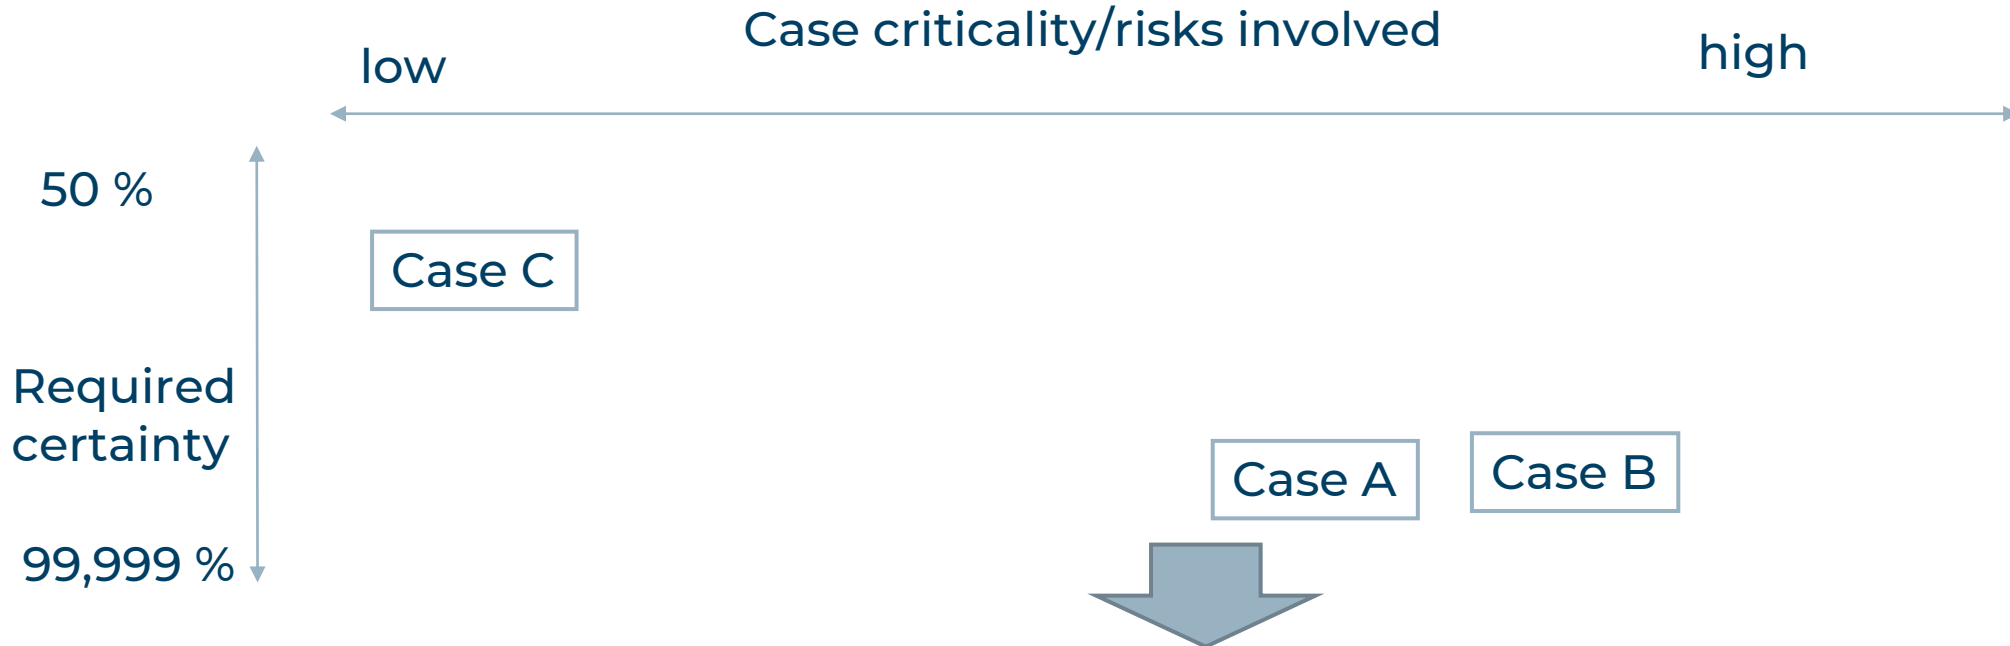 Case criticality/risks involved
low
high
50 %
Case C
Required
certainty
Case A
Case B
99,999 %